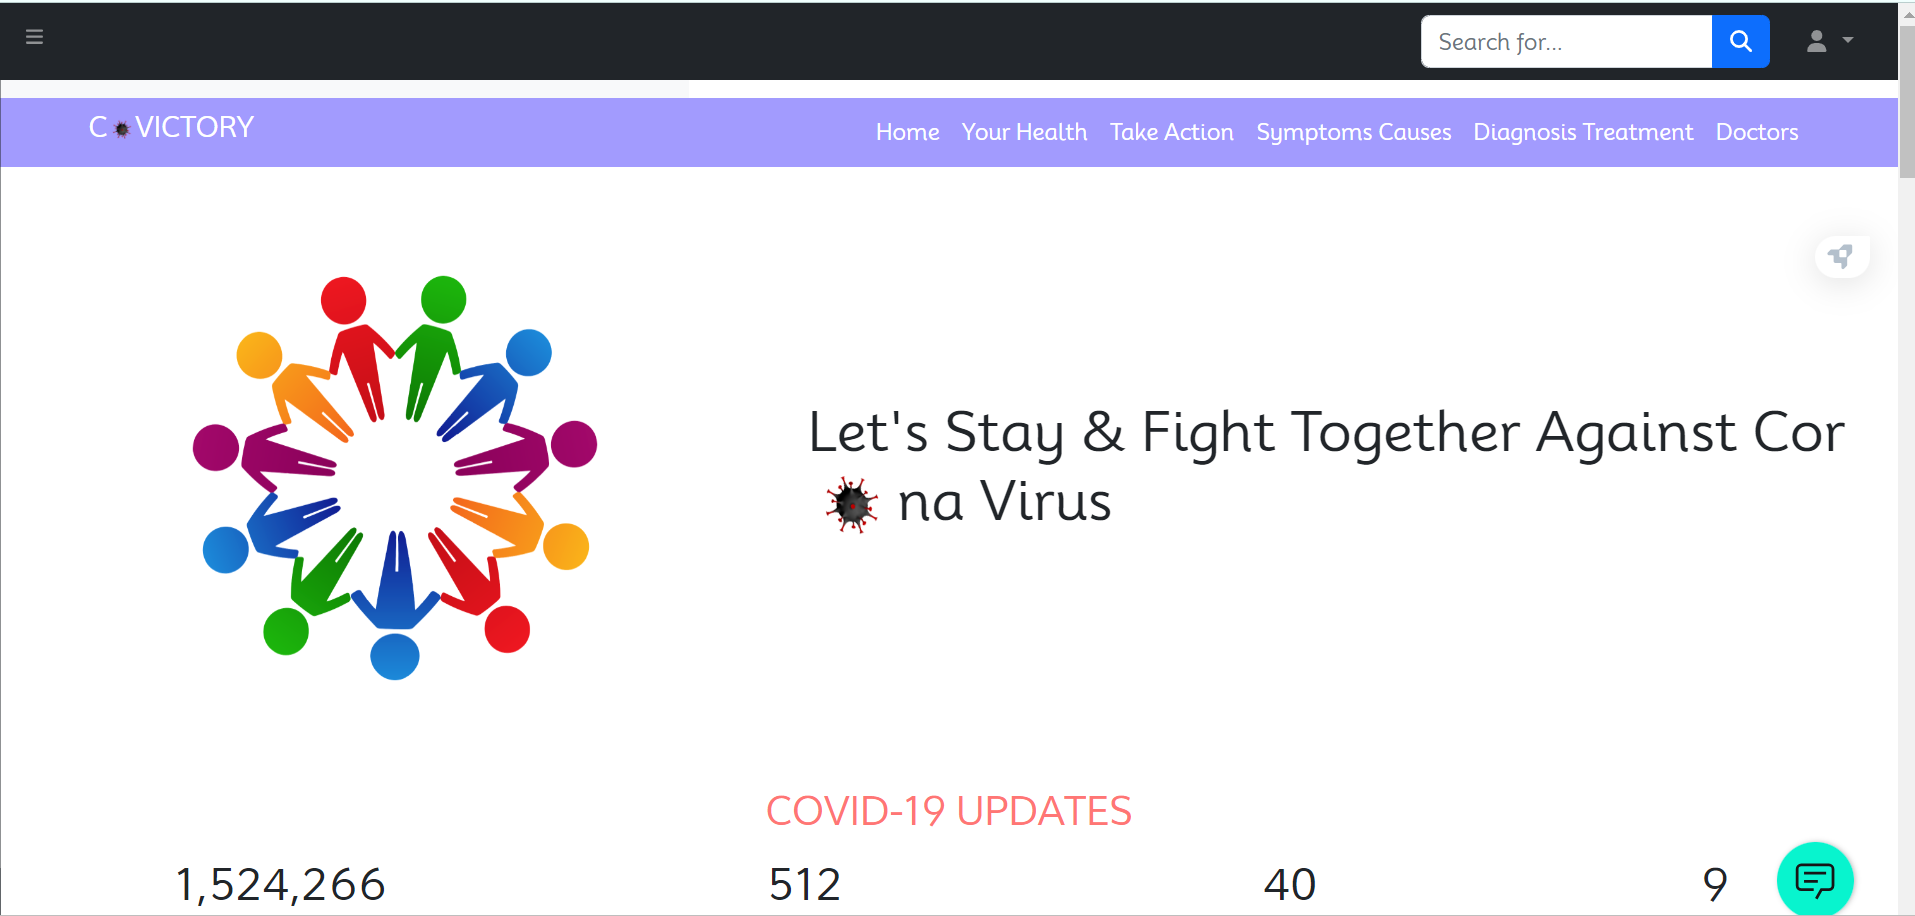 Search for...
C VICTORY
Home Your Health Take Action Symptoms Causes Diagnosis Treatment Doctors
Let's Stay & Fight Together Against Cor
na Virus
COVID-19 UPDATES
1,524,266 512 40 9